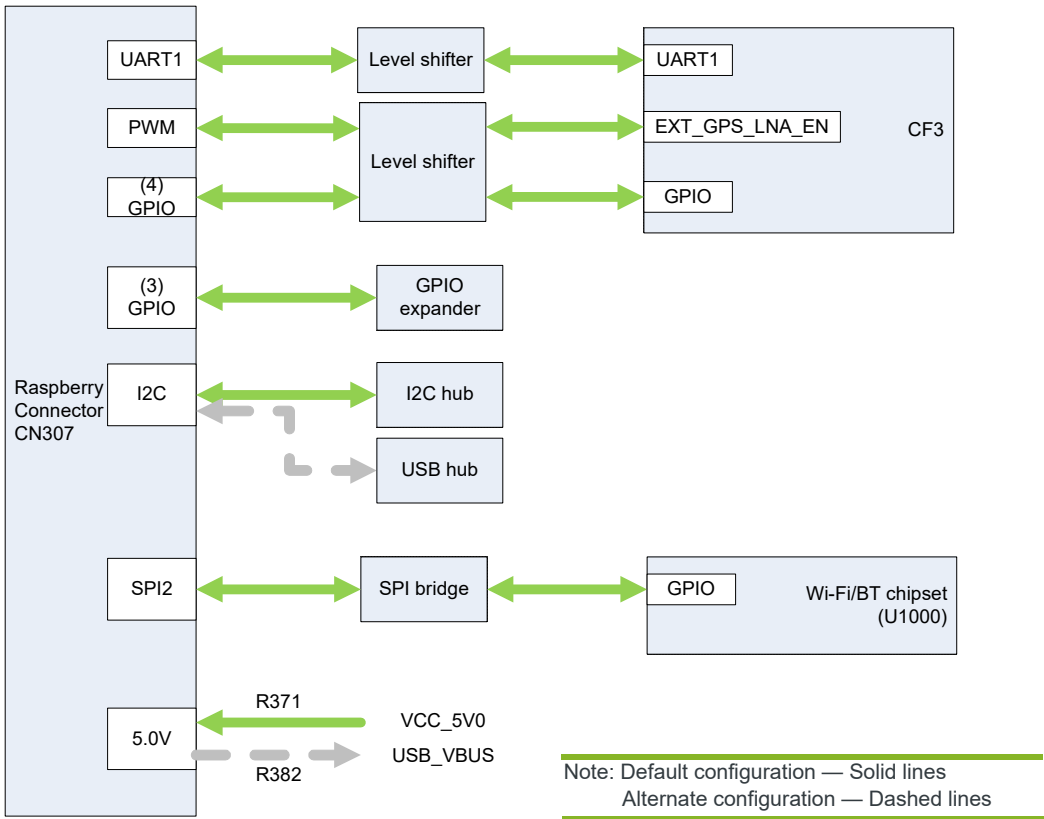 UART1
Level shifter
UART1
PWM
EXT_GPS_LNA_EN
CF3
Level shifter
(4)
GPIO
GPIO
(3)
GPIO
GPIO
expander
Raspberry
Connector
CN307
I2C
I2C hub
USB hub
SPI2
SPI bridge
GPIO
Wi-Fi/BT chipset
(U1000)
R371
5.0V
VCC_5V0
USB_VBUS
R382
Note: Default configuration — Solid lines
Alternate configuration — Dashed lines